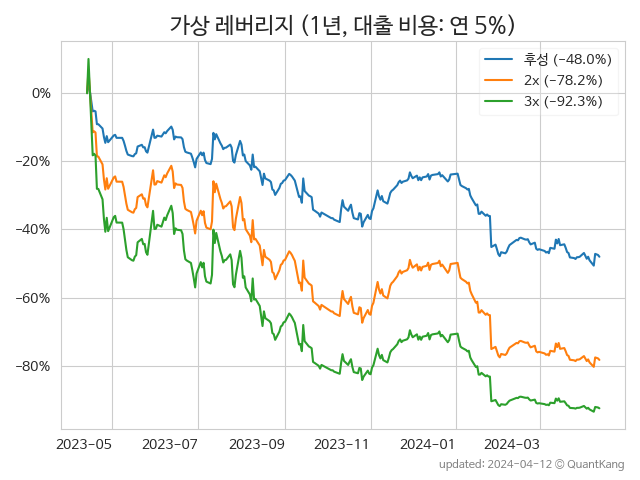 가상 레버리지 (1년, 대출 비용: 연 5%)
후성 (−48.0%)
2x (−78.2%)
3x (−92.3%)
0%
−20%
−40%
−60%
−80%
2023-05 2023-07 2023-09 2023-11 2024-01 2024-03
updated: 2024-04-12 © QuantKang